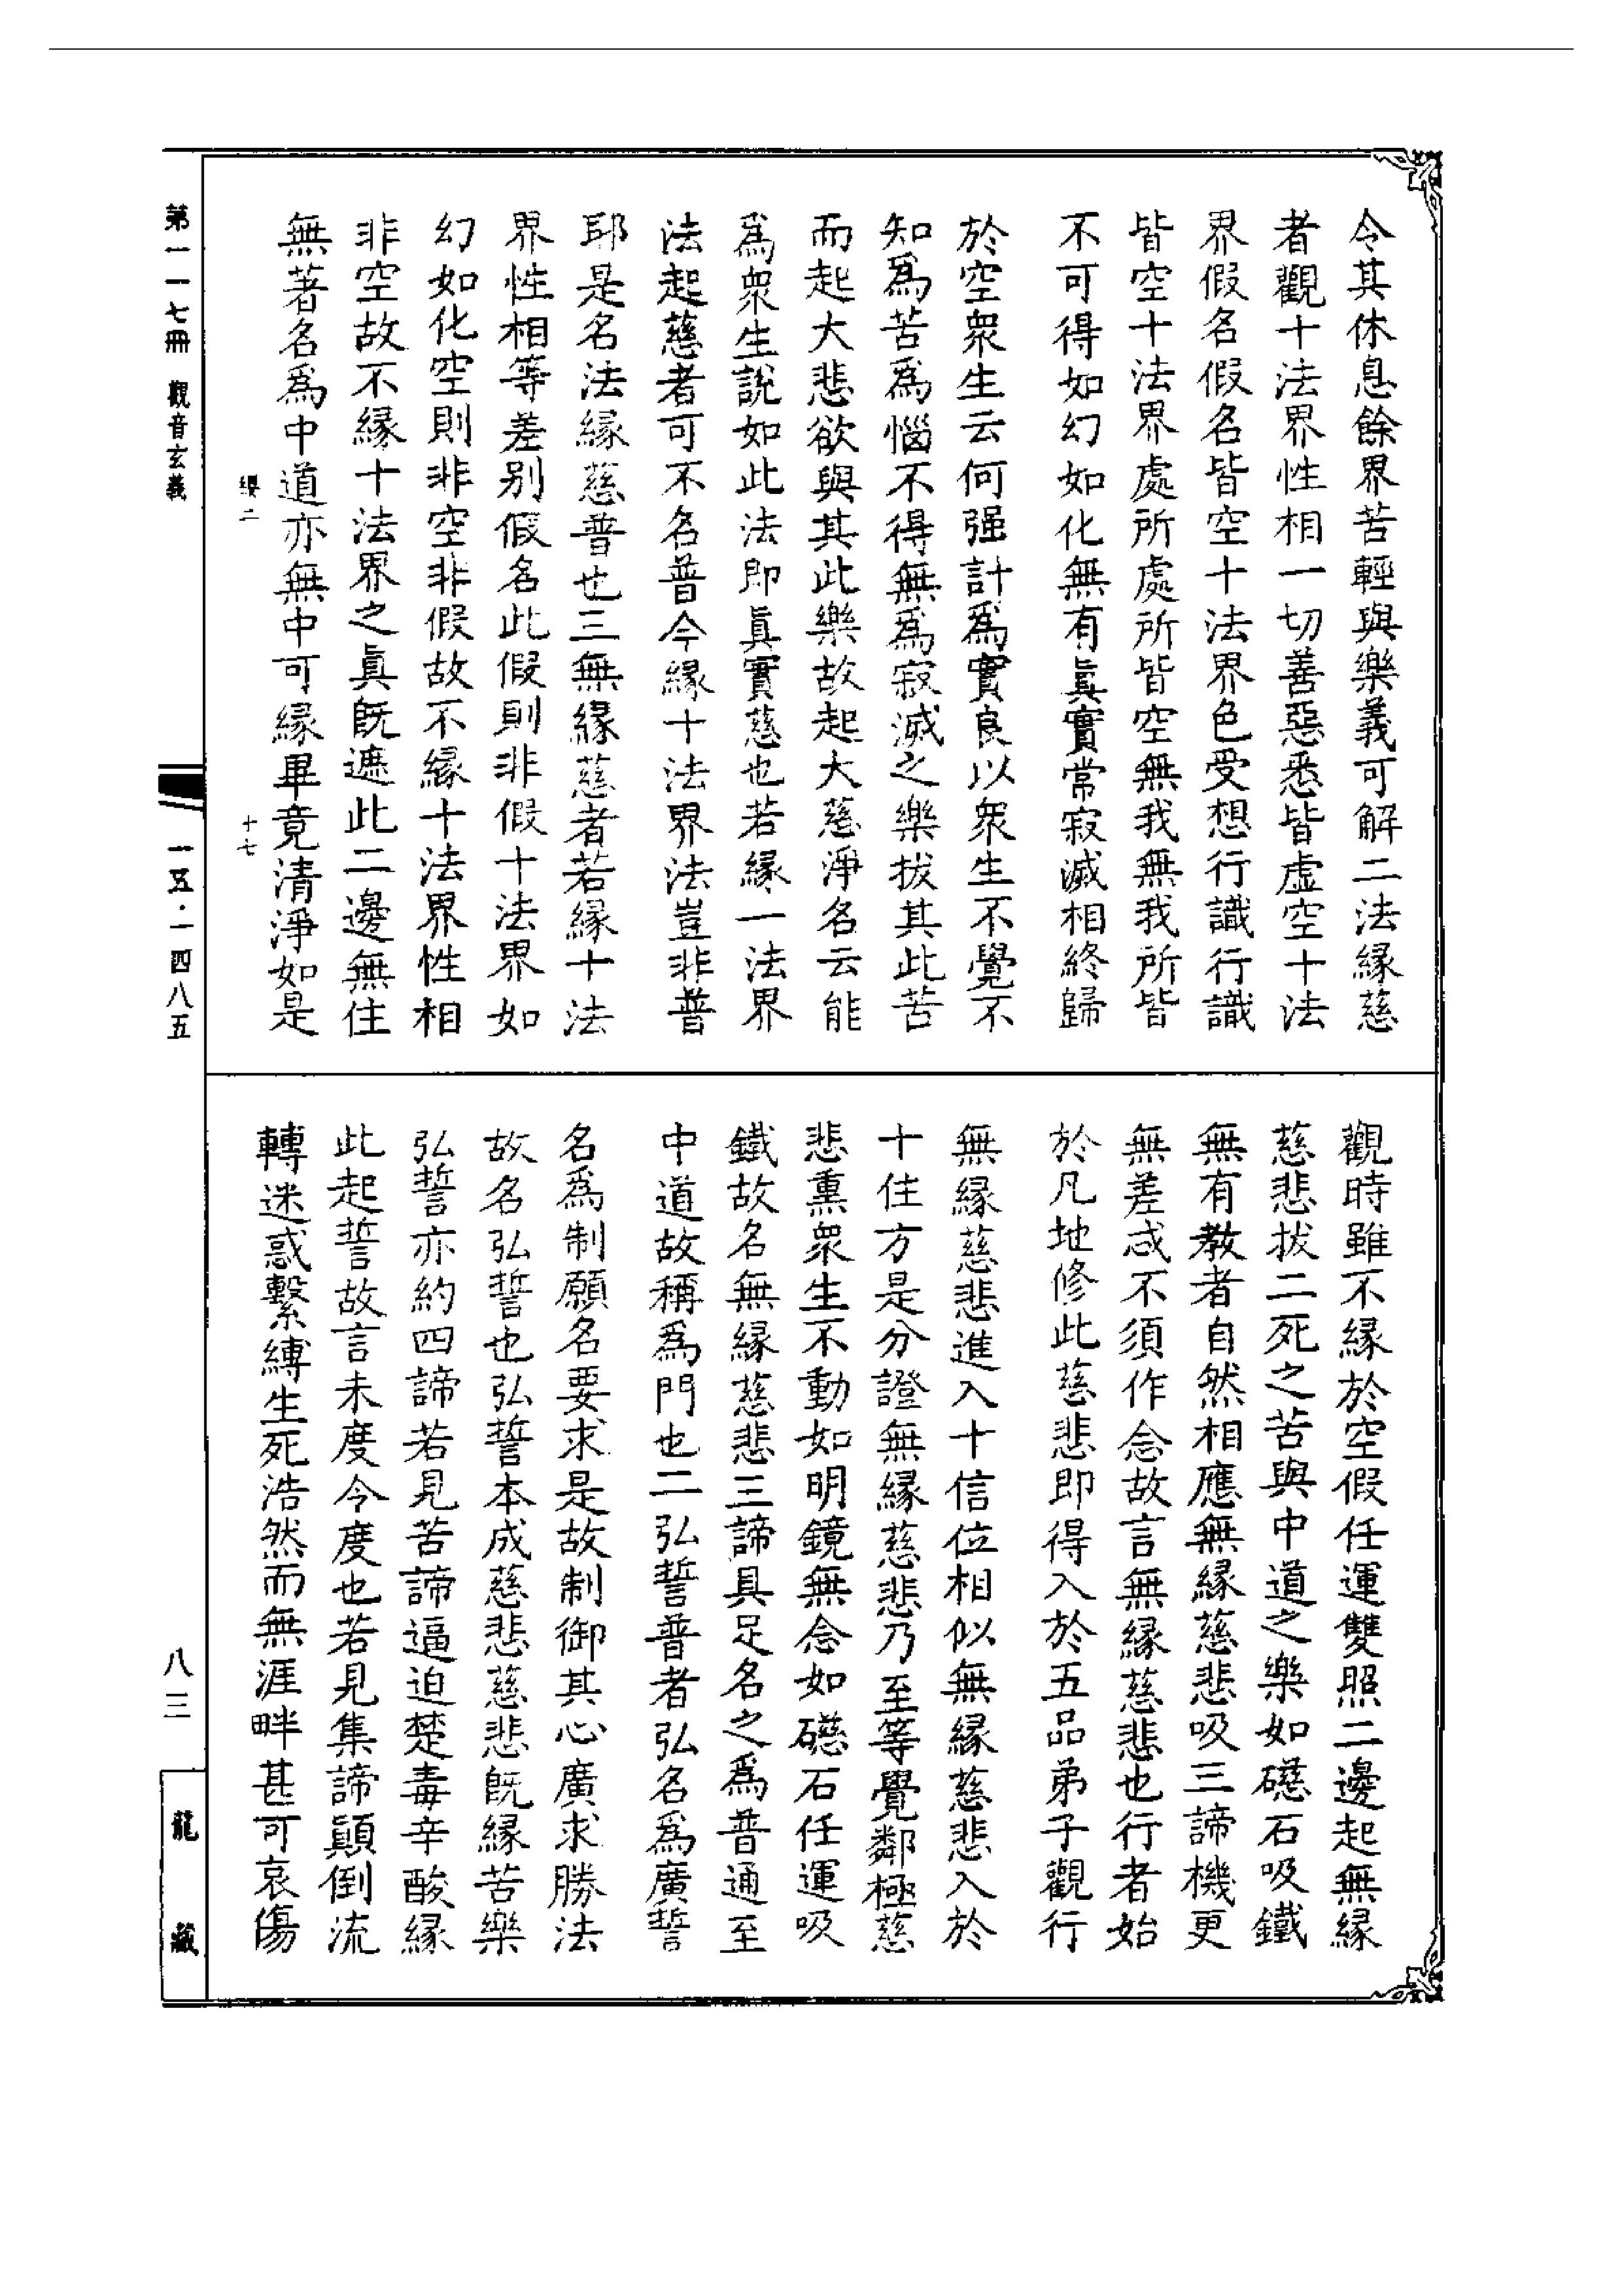 令其休息餘界苦輕與樂義可解二法緣慈
者觀十法界性相一切善惡悉皆虛空十法
界假名假名皆空十法界色受想行識行識
皆空十法界處所處所皆空無我無我所皆
不可得如幻如化無有眞實常寂滅相終歸
於空衆生云何强計爲實良以衆生不覺不
知爲苦爲惱不得無爲寂滅之樂拔其此苦
而起大悲欲與其此樂故起大慈淨名云能
爲衆生說如此法即眞實慈也若緣一法界
法起慈者可不名普今緣十法界法豈非普
耶是名法緣慈普也三無緣慈者若緣十法
界性相等差别假名此假則非假十法界如
幻如化空則非空非假故不緣十法界性相
非空故不緣十法界之眞旣遮此二邊無住
無著名爲中道亦無中可緣畢竟清淨如是
觀時雖不緣於空假任運雙照二邊起無緣
慈悲拔二死之苦與中道之樂如礠石吸鐵
無有教者自然相應無緣慈悲吸三諦機更
無差忒不須作念故言無緣慈悲也行者始
於凡地修此慈悲即得入於五品弟子觀行
無緣慈悲進入十信位相似無緣慈悲入於
十住方是分證無緣慈悲乃至等覺鄰極慈
悲熏衆生不動如明鏡無念如礠石任運吸
鐵故名無緣慈悲三諦具足名之爲普通至
中道故稱爲門也二弘誓普者弘名爲廣誓
名爲制願名要求是故制御其心廣求勝法
故名弘誓也弘誓本成慈悲慈悲旣緣苦樂
弘誓亦約四諦若見苦諦逼迫楚毒辛酸緣
此起誓故言未度令度也若見集諦顚倒流
轉迷惑繫縛生死浩然而無涯畔甚可哀傷
纓二
十七
第一一七冊 觀音玄義
一五·一四八五
八三
龍藏